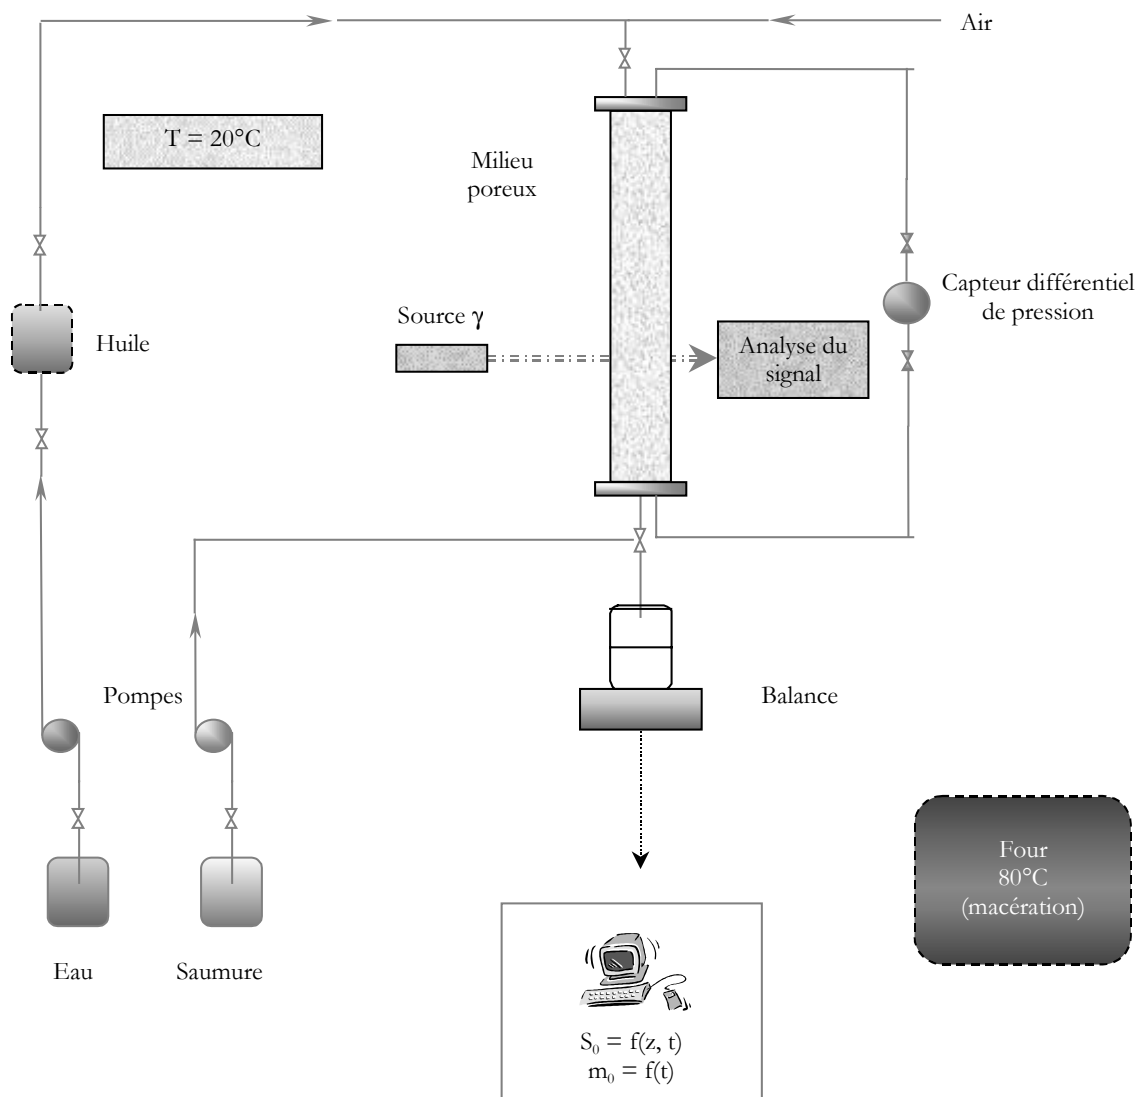 Air
T = 20°C
Milieu
poreux
Capteur différentiel
de pression
Source γ
Huile
Analyse du
signal
Pompes
Balance
Four
80°C
(macération)
Eau
Saumure
S₀ = f(z, t)
m₀ = f(t)